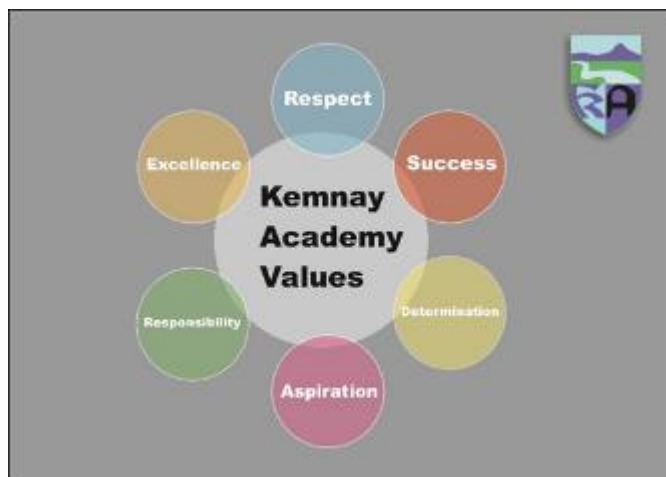 Respect
Success
Excellence
Kemnay
Academy
Values
Determination
Responsibility
Aspiration